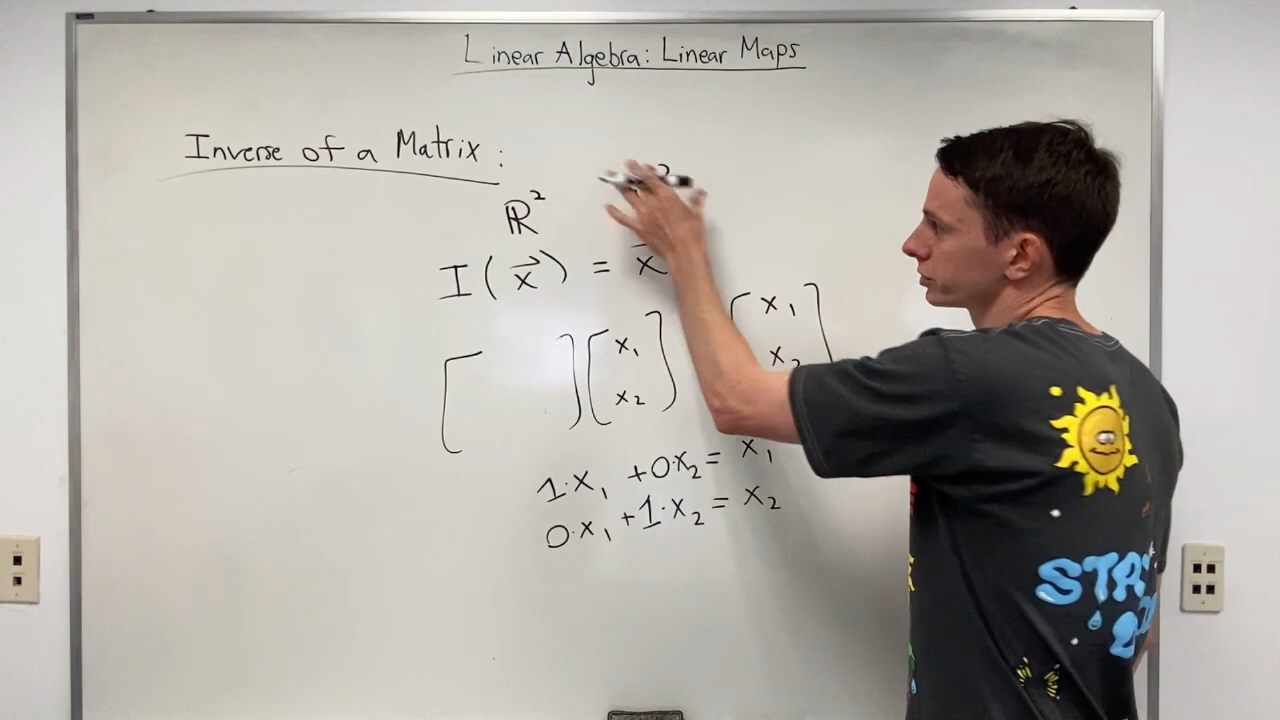 Linear Algebra: Linear Maps
Inverse of a Matrix:
ℝ²
I(x⃗) = x⃗
[ ] [x₁ x₂] [x₁ x₂]
1·x₁ + 0·x₂ = x₁
0·x₁ + 1·x₂ = x₂
STA